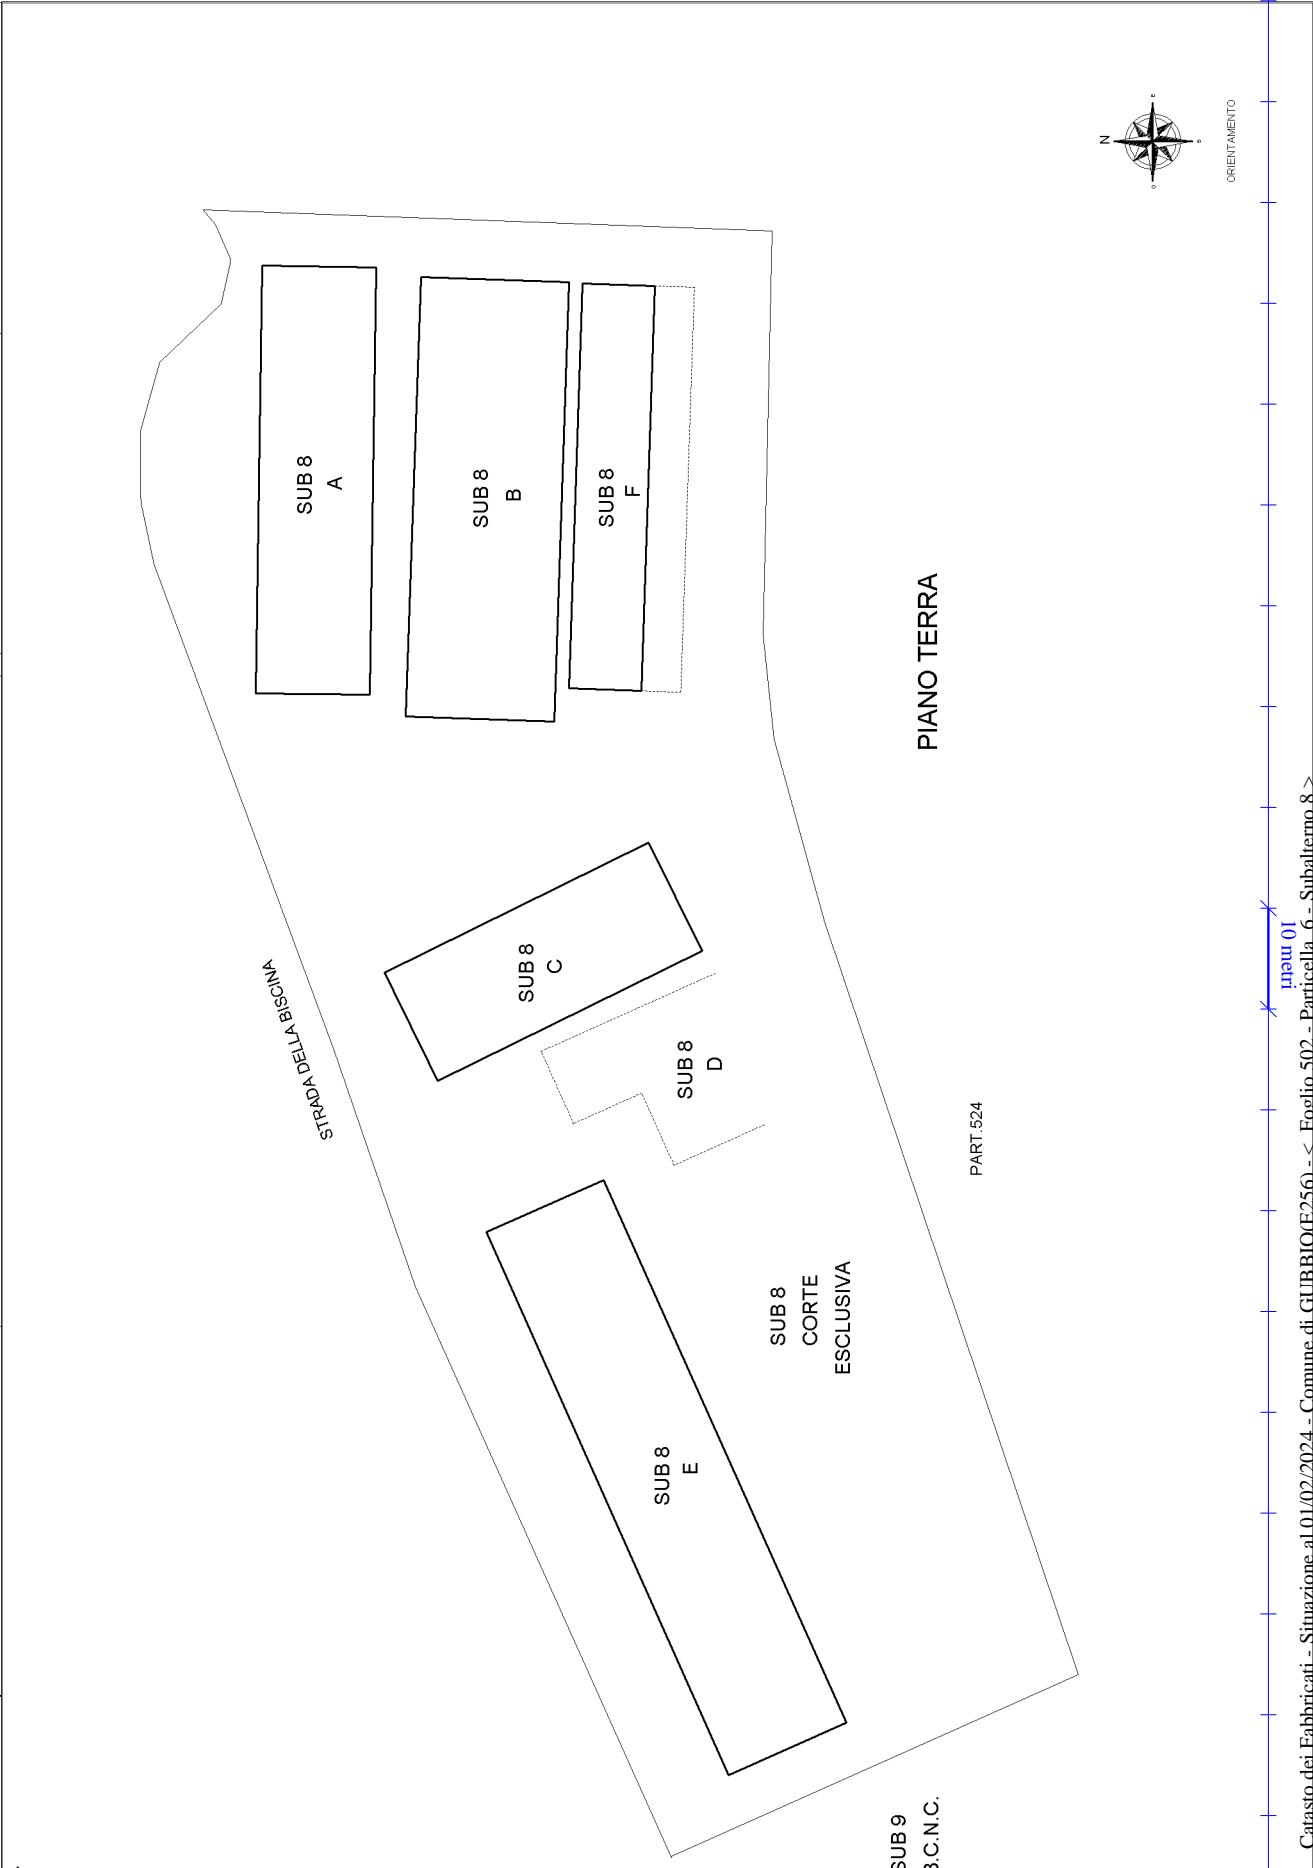 STRADA DELLA BISCINA
SUB 8
A
SUB 8
B
SUB 8
F
SUB 8
C
SUB 8
D
SUB 8
E
SUB 8
CORTE
ESCLUSIVA
SUB 9
B.C.N.C.
PIANO TERRA
PART.524
N
E
S
O
ORIENTAMENTO
10 metri
Catasto dei Fabbricati - Situazione al 01/02/2024 - Comune di GUBBIO(E256) - < Foglio 502 - Particella 6 - Subalterno 8 >